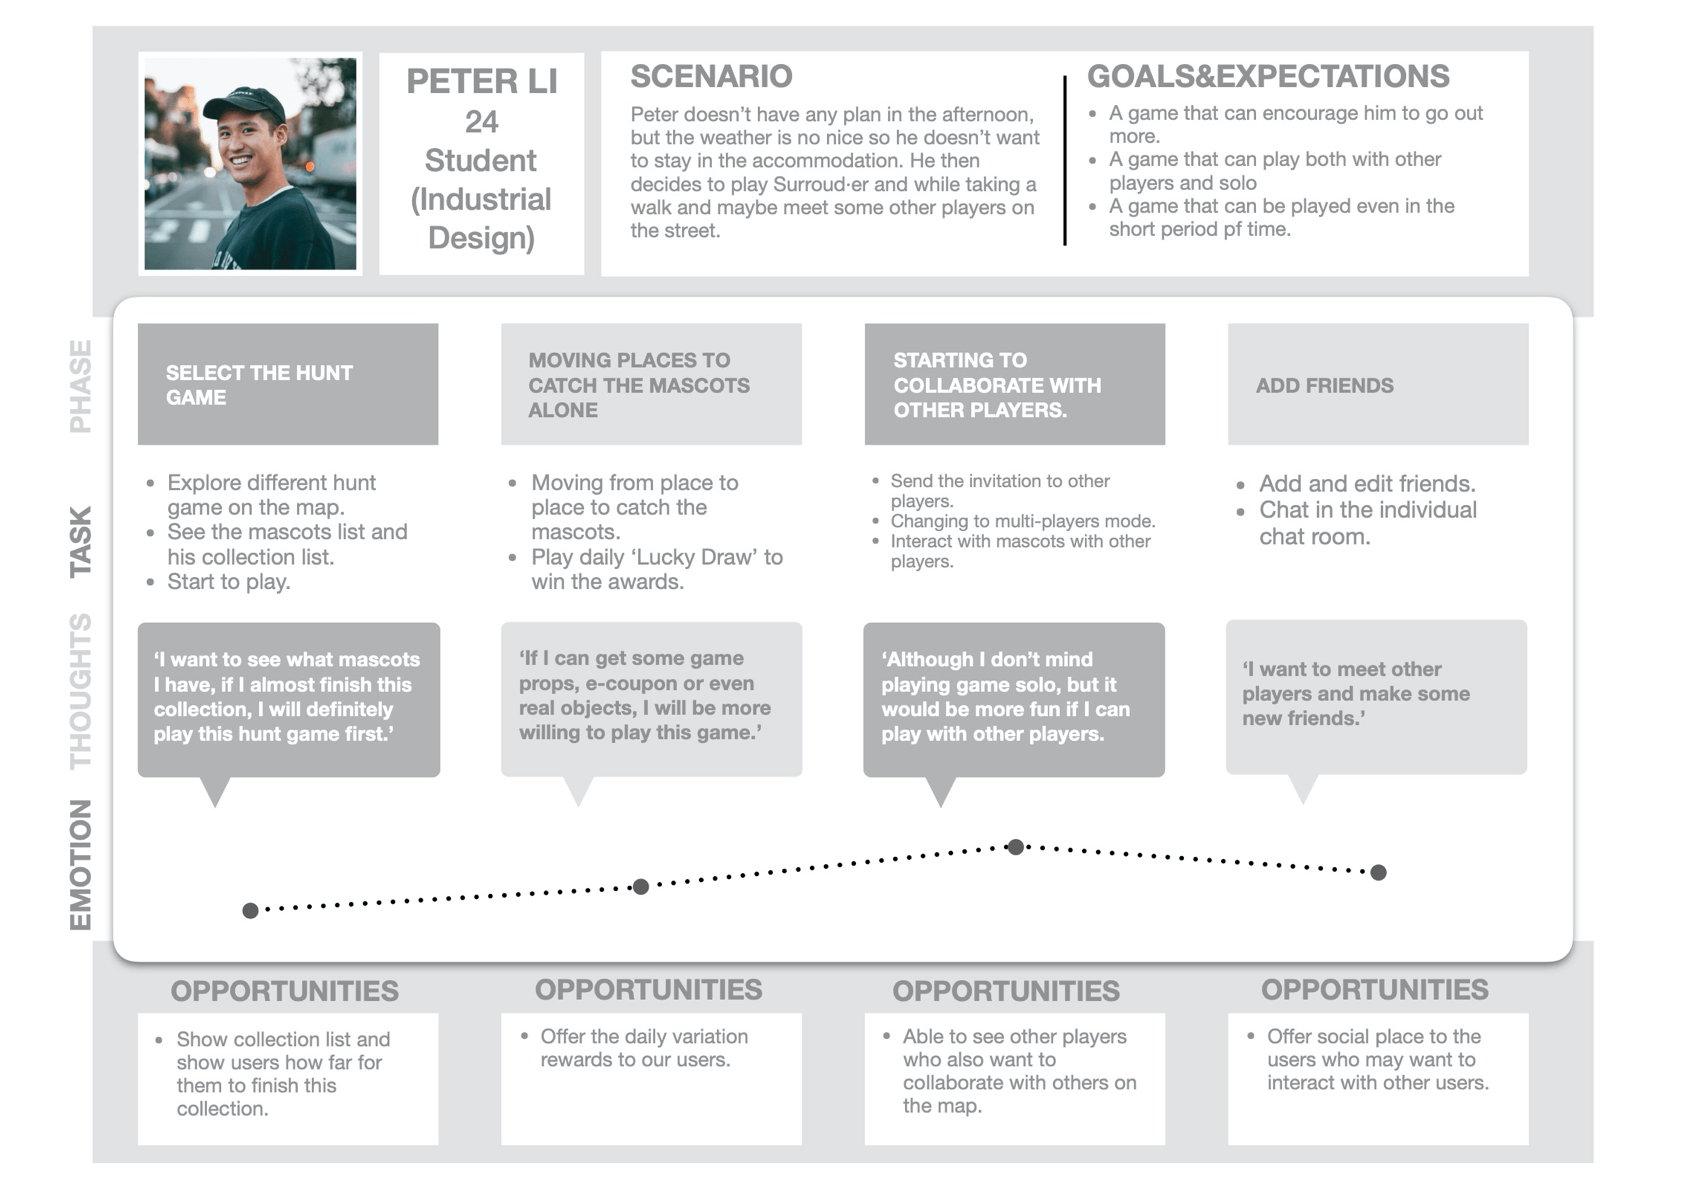 PETER LI
24
Student
(Industrial
Design)
SCENARIO
Peter doesn’t have any plan in the afternoon,
but the weather is no nice so he doesn’t want
to stay in the accommodation. He then
decides to play Surroud·er and while taking a
walk and maybe meet some other players on
the street.
GOALS&EXPECTATIONS
• A game that can encourage him to go out
more.
• A game that can play both with other
players and solo
• A game that can be played even in the
short period pf time.
PHASE
SELECT THE HUNT
GAME
MOVING PLACES TO
CATCH THE MASCOTS
ALONE
STARTING TO
COLLABORATE WITH
OTHER PLAYERS.
ADD FRIENDS
TASK
• Explore different hunt
game on the map.
• See the mascots list and
his collection list.
• Start to play.
• Moving from place to
place to catch the
mascots.
• Play daily ‘Lucky Draw’ to
win the awards.
• Send the invitation to other
players.
• Changing to multi-players mode.
• Interact with mascots with other
players.
• Add and edit friends.
• Chat in the individual
chat room.
THOUGHTS
‘I want to see what mascots
I have, if I almost finish this
collection, I will definitely
play this hunt game first.’
‘If I can get some game
props, e-coupon or even
real objects, I will be more
willing to play this game.’
‘Although I don’t mind
playing game solo, but it
would be more fun if I can
play with other players.
‘I want to meet other
players and make some
new friends.’
EMOTION
OPPORTUNITIES
• Show collection list and
show users how far for
them to finish this
collection.
OPPORTUNITIES
• Offer the daily variation
rewards to our users.
OPPORTUNITIES
• Able to see other players
who also want to
collaborate with others on
the map.
OPPORTUNITIES
• Offer social place to the
users who may want to
interact with other users.